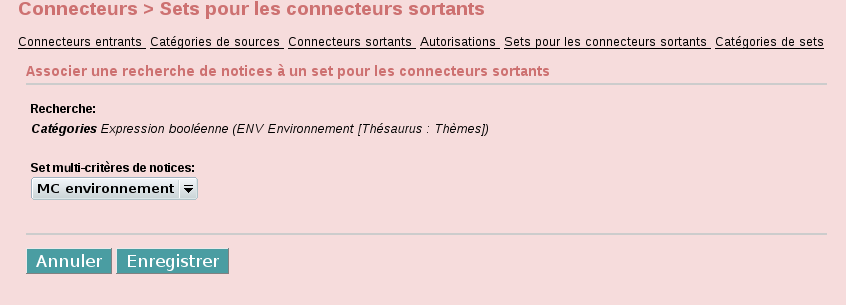 Connecteurs > Sets pour les connecteurs sortants
Connecteurs entrants Catégories de sources Connecteurs sortants Autorisations Sets pour les connecteurs sortants Catégories de sets
Associer une recherche de notices à un set pour les connecteurs sortants
Recherche:
Catégories Expression booléenne (ENV Environnement [Thésaurus : Thèmes])
Set multi-critères de notices:
MC environnement
Annuler Enregistrer